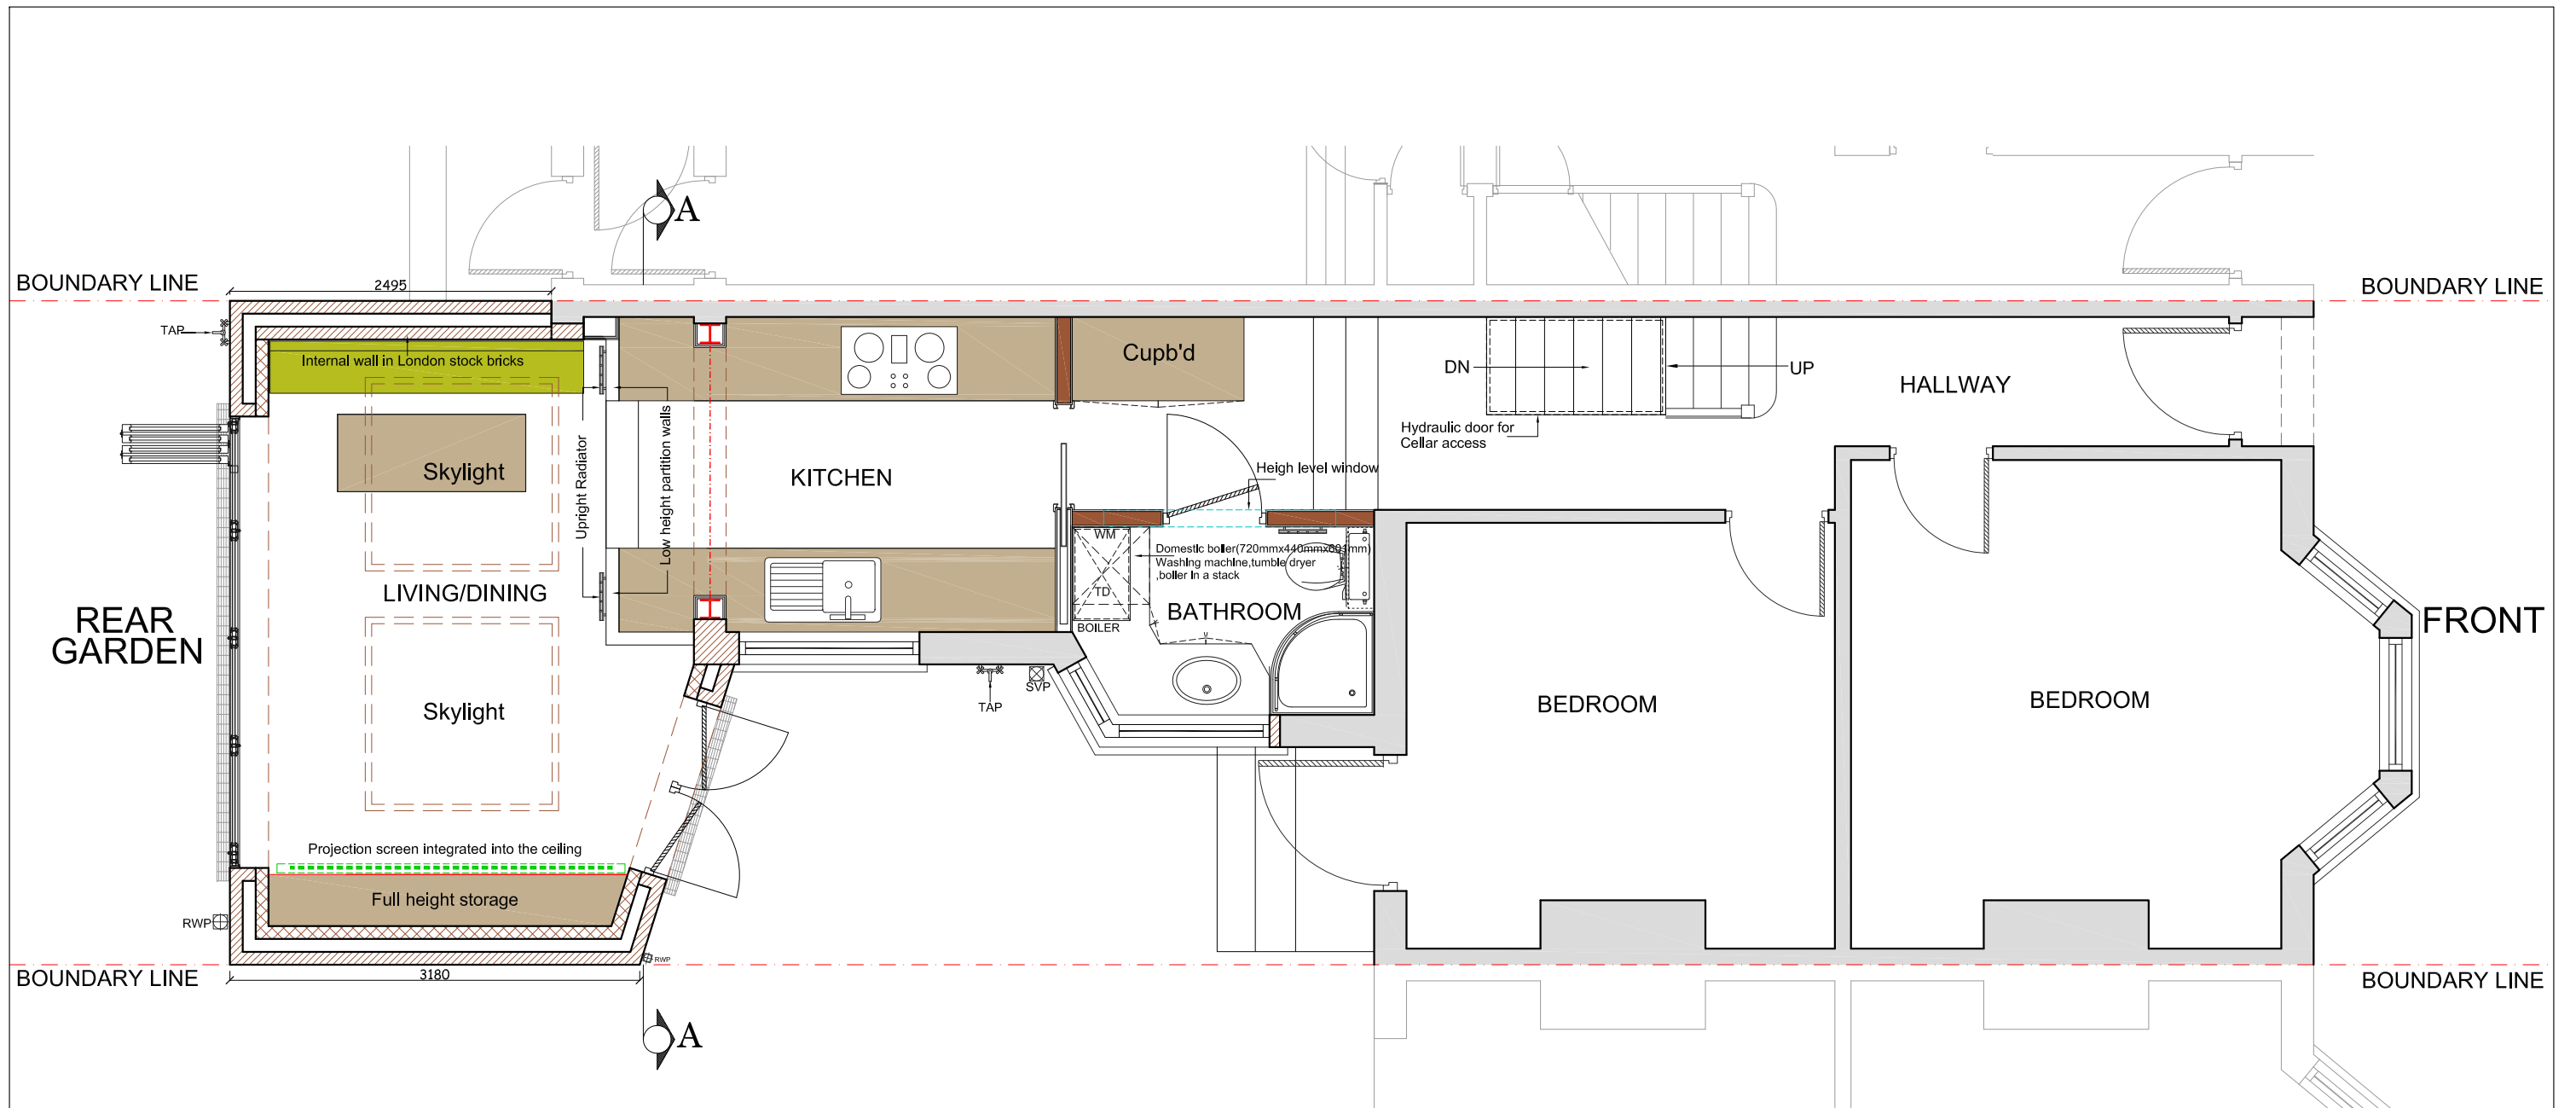 A
BOUNDARY LINE
2495
BOUNDARY LINE
TAP
Internal wall in London stock bricks
Cupb'd
DN
UP
HALLWAY
Hydraulic door for
Cellar access
Upright Radiator
Low height partition walls
Skylight
KITCHEN
Heigh level window
WM
Domestic boiler(720mmx440mmx691mm)
Washing machine,tumble dryer
,boiler in a stack
TD
BOILER
BATHROOM
LIVING/DINING
REAR
GARDEN
FRONT
SVP
TAP
Skylight
BEDROOM
BEDROOM
Projection screen integrated into the ceiling
Full height storage
RWP
RWP
BOUNDARY LINE
3180
BOUNDARY LINE
A